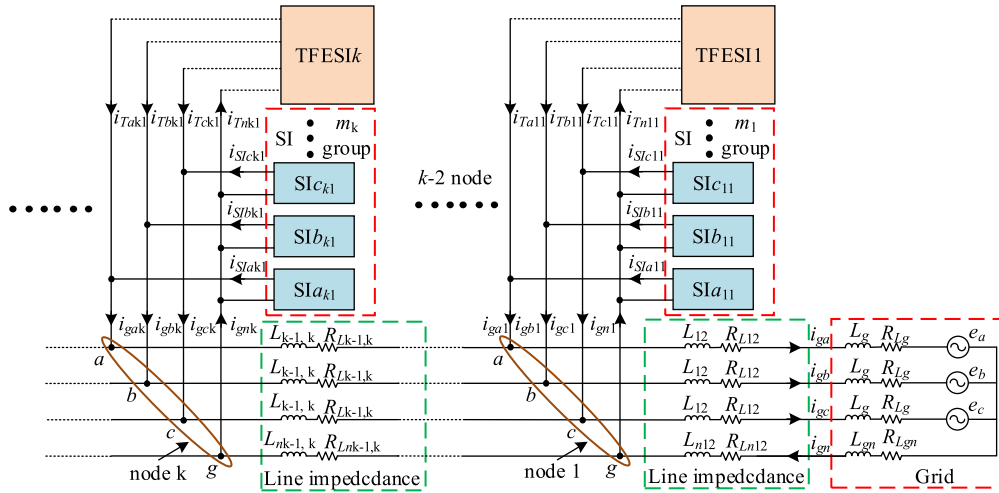 TFESIk
TFESI1
iTak1 iTbk1 iTck1 iTnk1
SI mk group
iTa11 iTb11 iTc11 iTn11
SI m1 group
iSIck1
SIck1
iSIc11
SIc11
k-2 node
iSIbk1
SIbk1
iSIb11
SIb11
iSIak1
SIak1
iSIa11
SIa11
igak igbk igck ignk
iga1 igb1 igc1 ign1
a Lk-1, k RLk-1,k
a L12 RL12 iga Lg RLg ea
b Lk-1, k RLk-1,k
b L12 RL12 igb Lg RLg eb
c Lk-1, k RLk-1,k
c L12 RL12 igc Lg RLg ec
g Lnk-1, k RLnk-1,k
g Ln12 RLn12 ign Lgn RLgn
node k
Line impedcdance
node 1
Line impedcdance
Grid